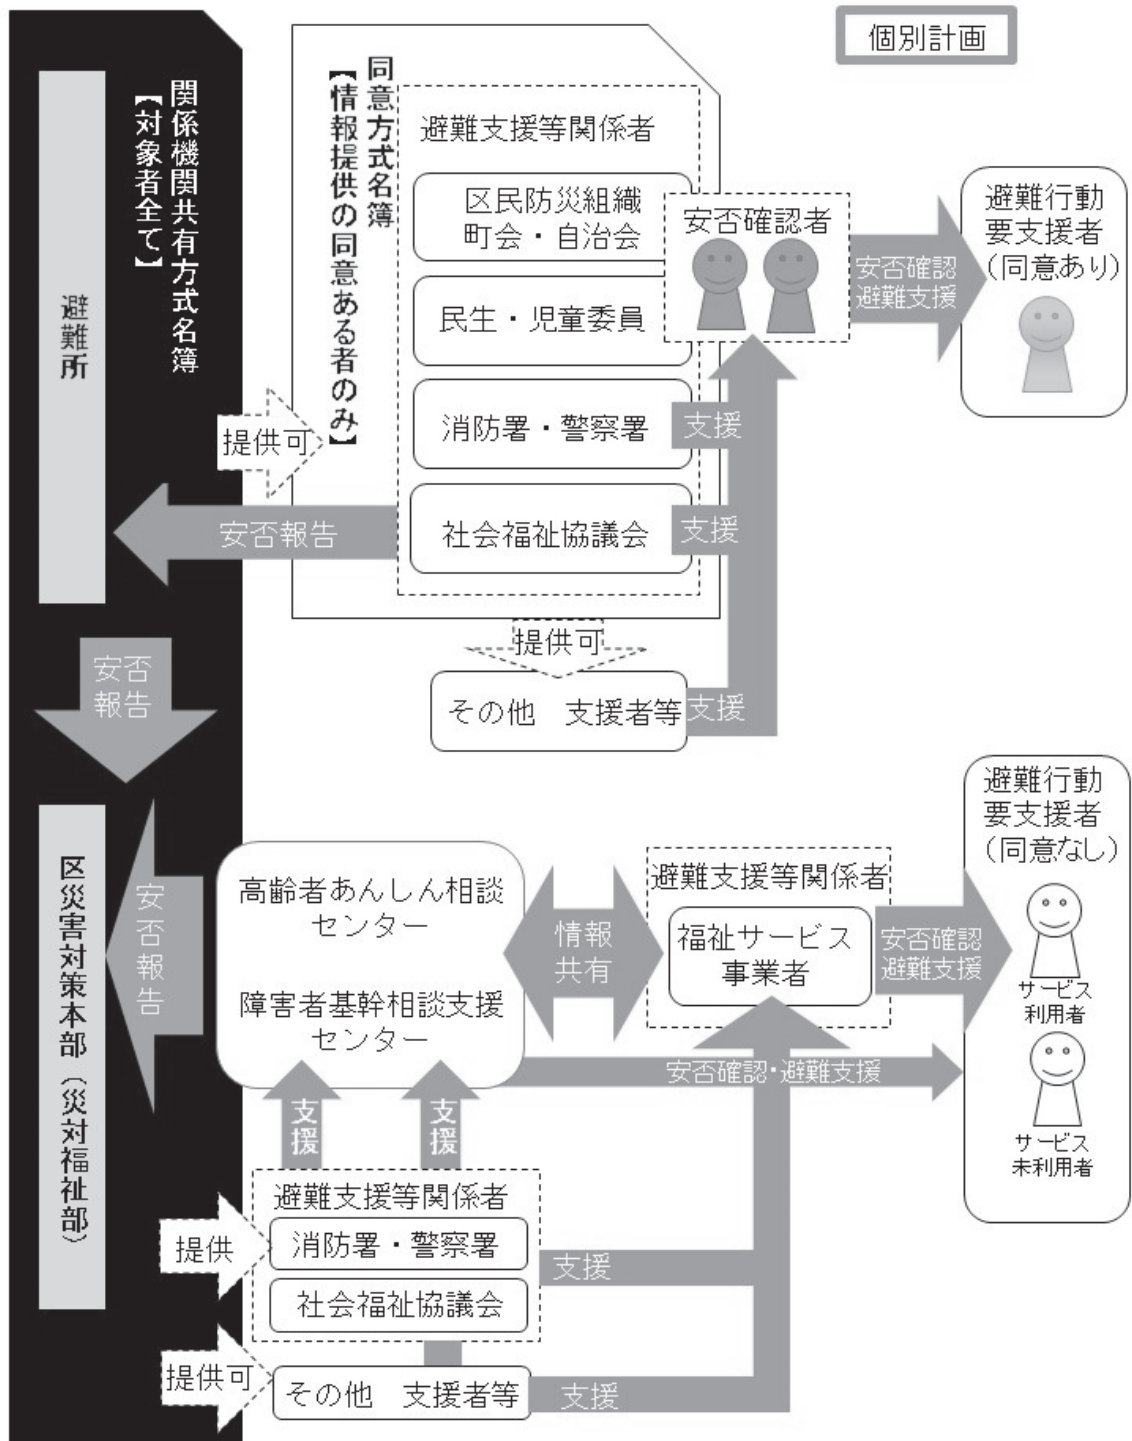 個別計画
関係機関共有方式名簿
【対象者全て】
避難所
同意方式名簿
【情報提供の同意ある者のみ】
避難支援等関係者
区民防災組織
町会・自治会
民生・児童委員
消防署・警察署
社会福祉協議会
安否確認者
安否確認
避難支援
避難行動
要支援者
(同意あり)
提供可
支援
支援
安否報告
提供可
その他　支援者等
支援
安否
報告
区災害対策本部(災対福祉部)
安否報告
高齢者あんしん相談
センター
障害者基幹相談支援
センター
情報
共有
避難支援等関係者
福祉サービス
事業者
安否確認
避難支援
安否確認・避難支援
避難行動
要支援者
(同意なし)
サービス
利用者
サービス
未利用者
支援
支援
避難支援等関係者
消防署・警察署
社会福祉協議会
提供
支援
提供可
その他　支援者等
支援